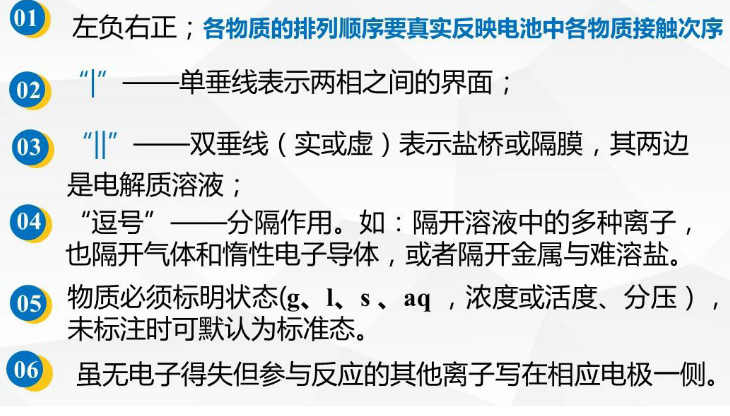 01 左负右正；各物质的排列顺序要真实反映电池中各物质接触次序
02 “|”——单垂线表示两相之间的界面；
03 “||”——双垂线（实或虚）表示盐桥或隔膜，其两边
是电解质溶液；
04 “逗号”——分隔作用。如：隔开溶液中的多种离子，
也隔开气体和惰性电子导体，或者隔开金属与难溶盐。
05 物质必须标明状态(g、l、s、aq ，浓度或活度、分压），
未标注时可默认为标准态。
06 虽无电子得失但参与反应的其他离子写在相应电极一侧。